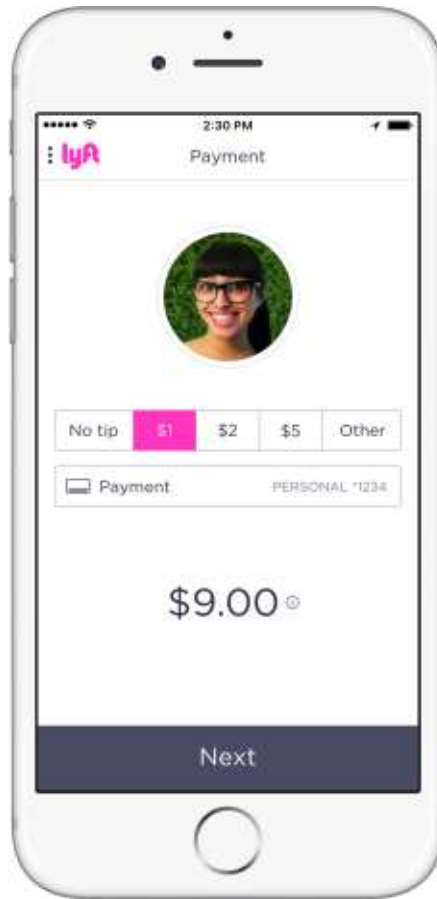 2:30 PM
lyft Payment
No tip $1 $2 $5 Other
Payment PERSONAL *1234
$9.00
Next